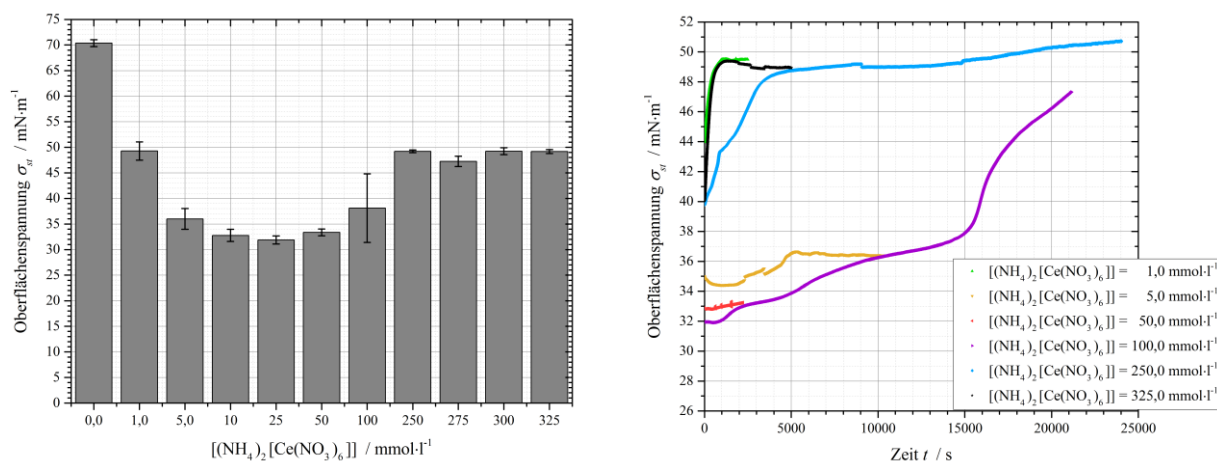 Oberflächenspannung σst / mN·m-1
75
70
65
60
55
50
45
40
35
30
25
20
15
10
5
0
0,0 1,0 5,0 10 25 50 100 250 275 300 325
[(NH4)2[Ce(NO3)6]] / mmol·l-1
Oberflächenspannung σst / mN·m-1
52
50
48
46
44
42
40
38
36
34
32
30
28
26
[(NH4)2[Ce(NO3)6]] = 1,0 mmol·l-1
[(NH4)2[Ce(NO3)6]] = 5,0 mmol·l-1
[(NH4)2[Ce(NO3)6]] = 50,0 mmol·l-1
[(NH4)2[Ce(NO3)6]] = 100,0 mmol·l-1
[(NH4)2[Ce(NO3)6]] = 250,0 mmol·l-1
[(NH4)2[Ce(NO3)6]] = 325,0 mmol·l-1
0 5000 10000 15000 20000 25000
Zeit t / s